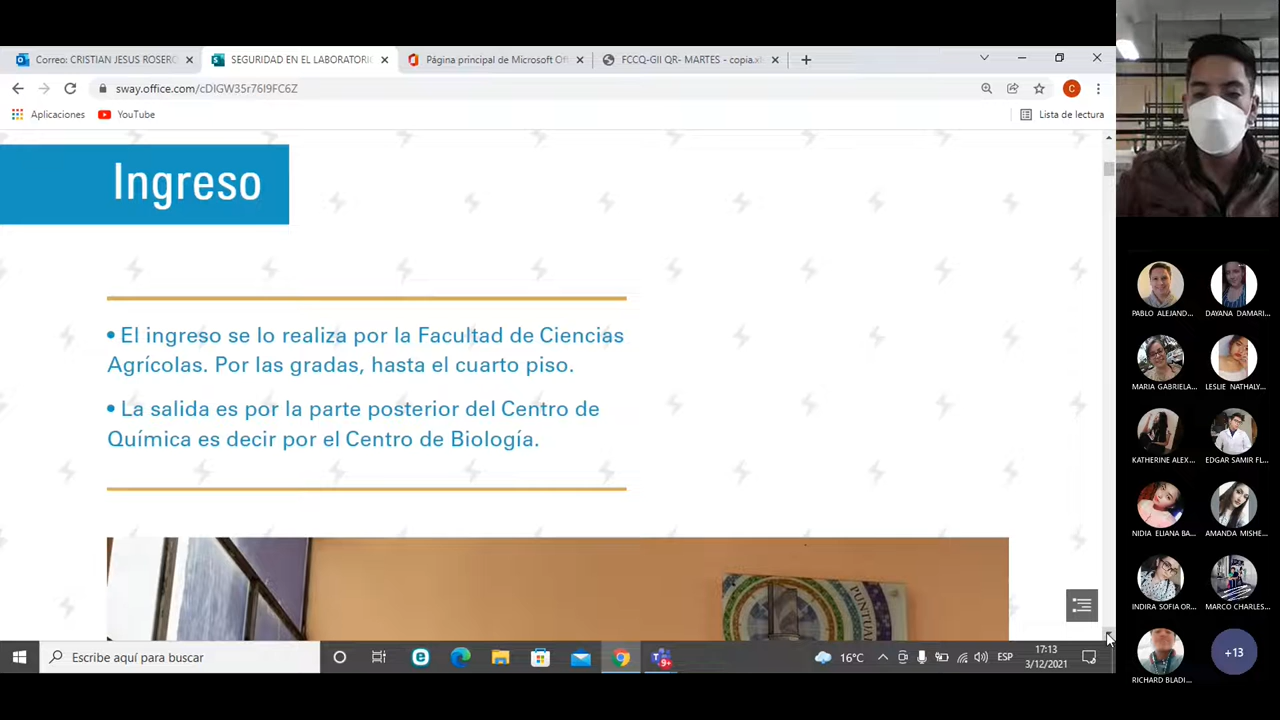 Correo: CRISTIAN JESUS ROSERO
SEGURIDAD EN EL LABORATORI
Página principal de Microsoft Of
FCCQ-GII QR- MARTES - copia.xl
sway.office.com/cDIGW35r76I9FC6Z
C
Aplicaciones
YouTube
Lista de lectura
Ingreso
• El ingreso se lo realiza por la Facultad de Ciencias
Agrícolas. Por las gradas, hasta el cuarto piso.
• La salida es por la parte posterior del Centro de
Química es decir por el Centro de Biología.
PUNTUAL
Escribe aquí para buscar
9+
16°C
ESP
17:13
3/12/2021
PABLO ALEJAND...
DAYANA DAMARI...
MARIA GABRIELA...
LESLIE NATHALY...
KATHERINE ALEX...
EDGAR SAMIR FL...
NIDIA ELIANA BA...
AMANDA MISHE...
INDIRA SOFIA OR...
MARCO CHARLES...
RICHARD BLADI...
+13